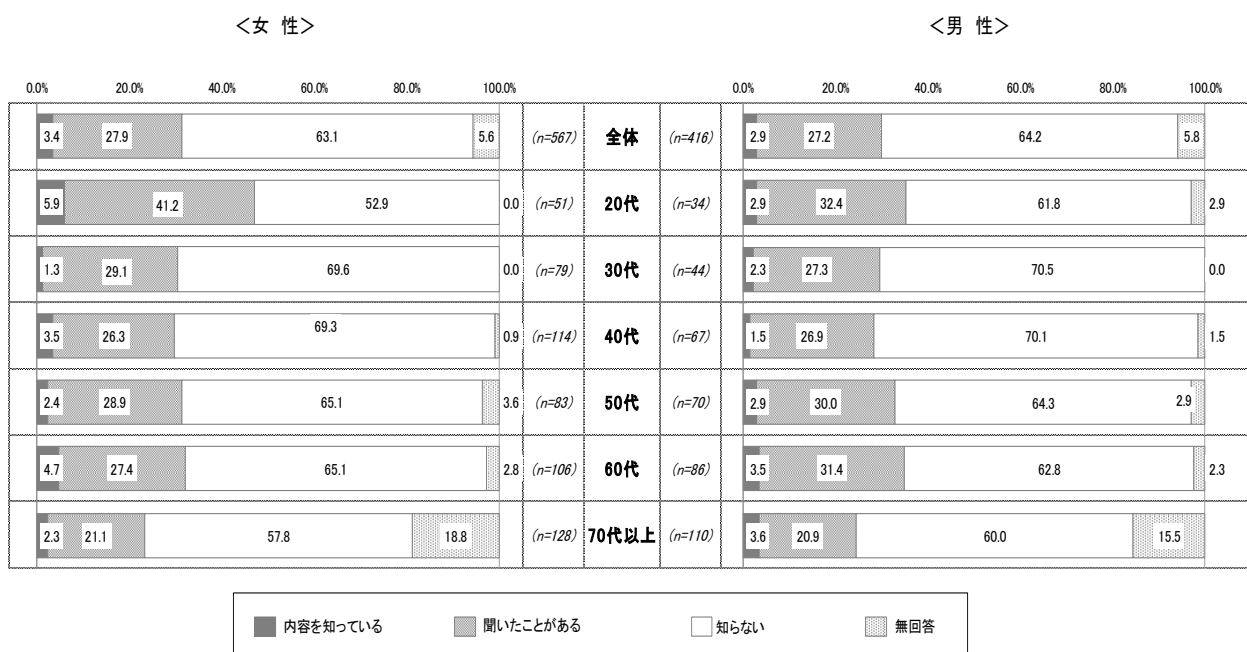 ＜女 性＞ ＜男 性＞
0.0% 20.0% 40.0% 60.0% 80.0% 100.0% 0.0% 20.0% 40.0% 60.0% 80.0% 100.0%
3.4 27.9 63.1 5.6 (n=567) 全体 (n=416) 2.9 27.2 64.2 5.8
5.9 41.2 52.9 0.0 (n=51) 20代 (n=34) 2.9 32.4 61.8 2.9
1.3 29.1 69.6 0.0 (n=79) 30代 (n=44) 2.3 27.3 70.5 0.0
3.5 26.3 69.3 0.9 (n=114) 40代 (n=67) 1.5 26.9 70.1 1.5
2.4 28.9 65.1 3.6 (n=83) 50代 (n=70) 2.9 30.0 64.3 2.9
4.7 27.4 65.1 2.8 (n=106) 60代 (n=86) 3.5 31.4 62.8 2.3
2.3 21.1 57.8 18.8 (n=128) 70代以上 (n=110) 3.6 20.9 60.0 15.5
内容を知っている 聞いたことがある 知らない 無回答